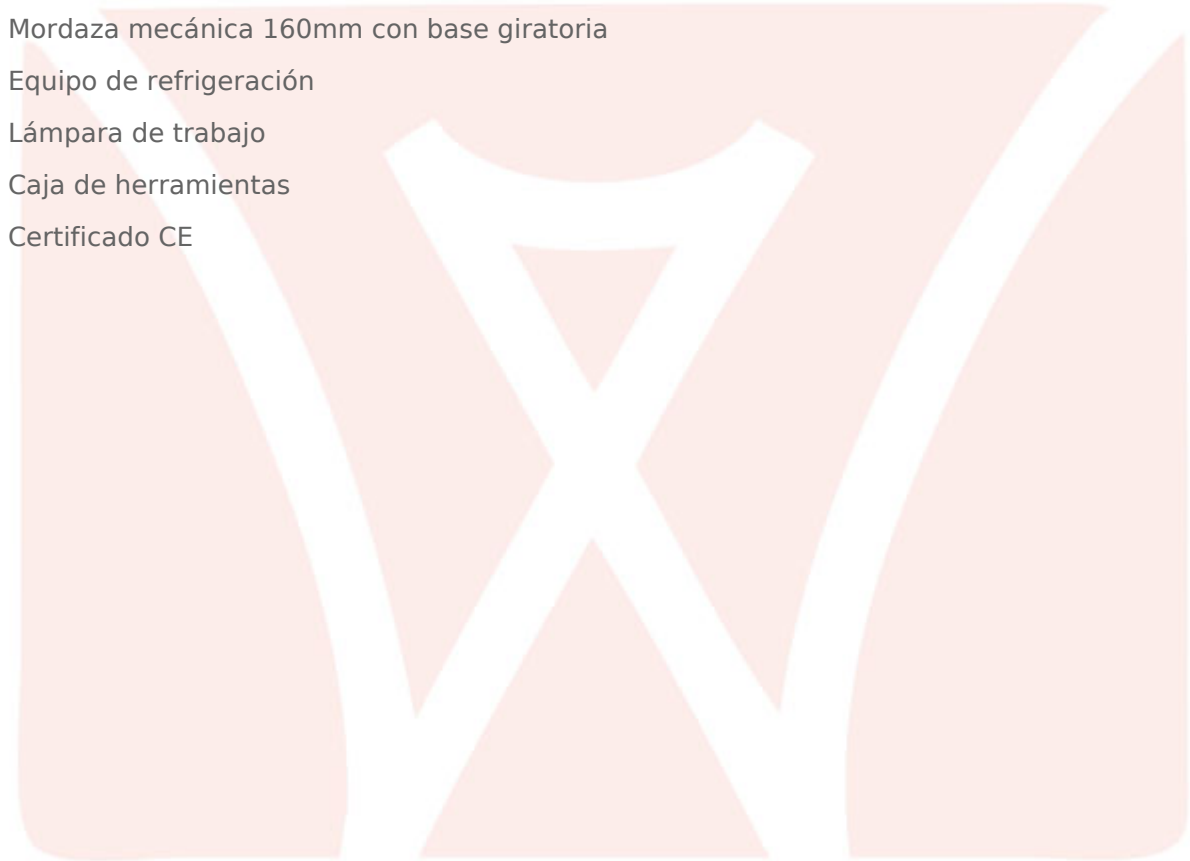 Mordaza mecánica 160mm con base giratoria
Equipo de refrigeración
Lámpara de trabajo
Caja de herramientas
Certificado CE